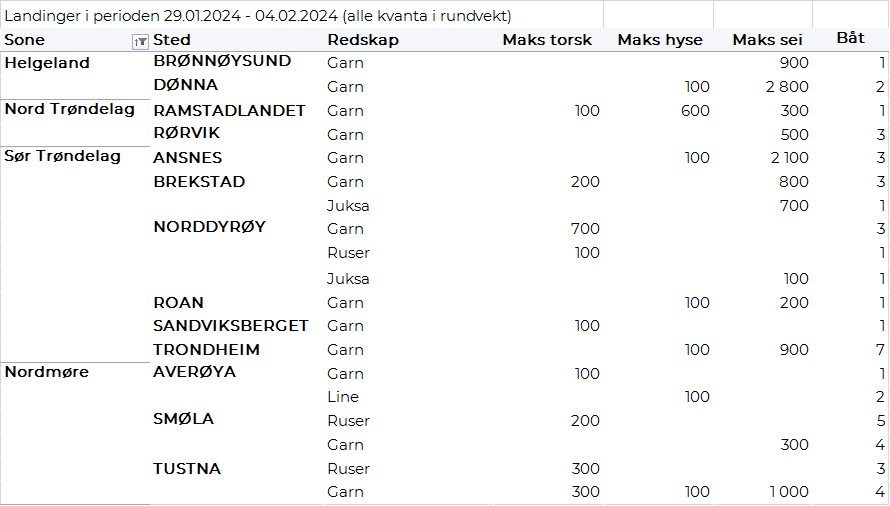 Landinger i perioden 29.01.2024 - 04.02.2024 (alle kvanta i rundvekt)
Sone Sted Redskap Maks torsk Maks hyse Maks sei Båt
Helgeland BRØNNØYSUND Garn 900 1
DØNNA Garn 100 2 800 2
Nord Trøndelag RAMSTADLANDET Garn 100 600 300 1
RØRVIK Garn 500 3
Sør Trøndelag ANSNES Garn 100 2 100 3
BREKSTAD Garn 200 800 3
Juksa 700 1
NORDDYRØY Garn 700 3
Ruser 100 1
Juksa 100 1
ROAN Garn 100 200 1
SANDVIKSBERGET Garn 100 1
TRONDHEIM Garn 100 900 7
Nordmøre AVERØYA Garn 100 1
Line 100 2
SMØLA Ruser 200 5
Garn 300 4
TUSTNA Ruser 300 3
Garn 300 100 1 000 4